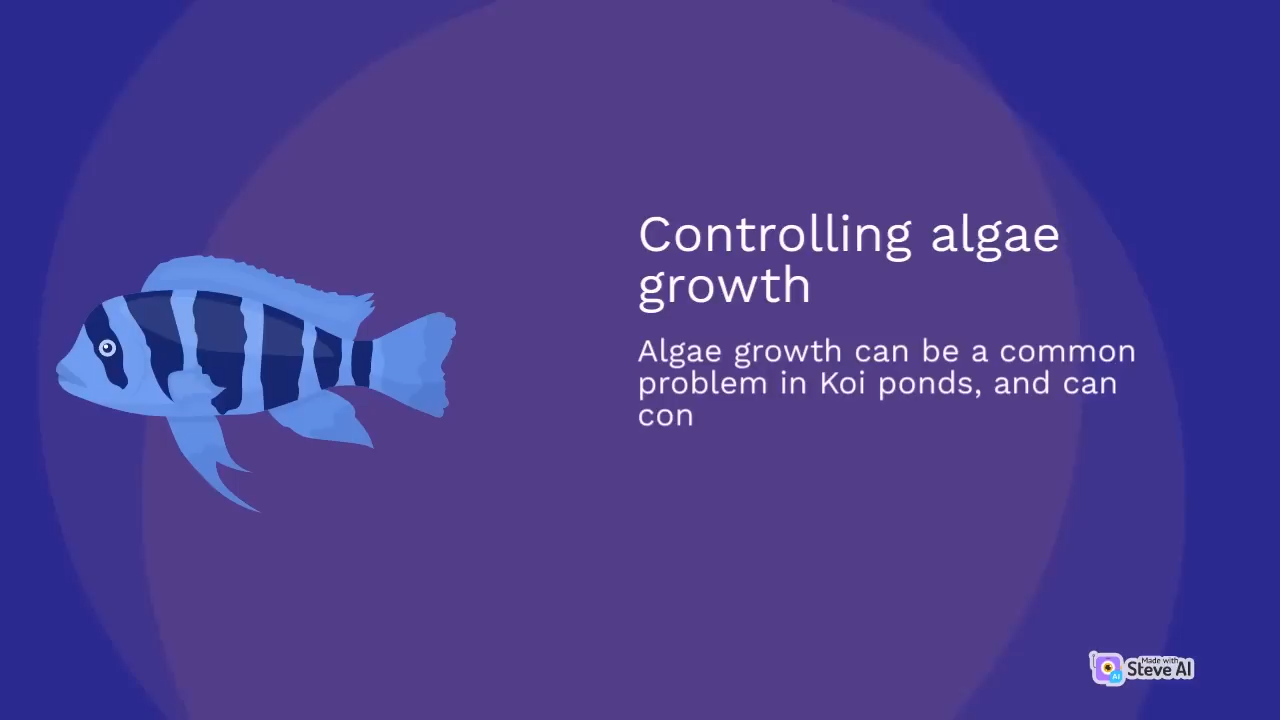 Controlling algae
growth
Algae growth can be a common
problem in Koi ponds, and can
con
Made with
Steve AI
AI